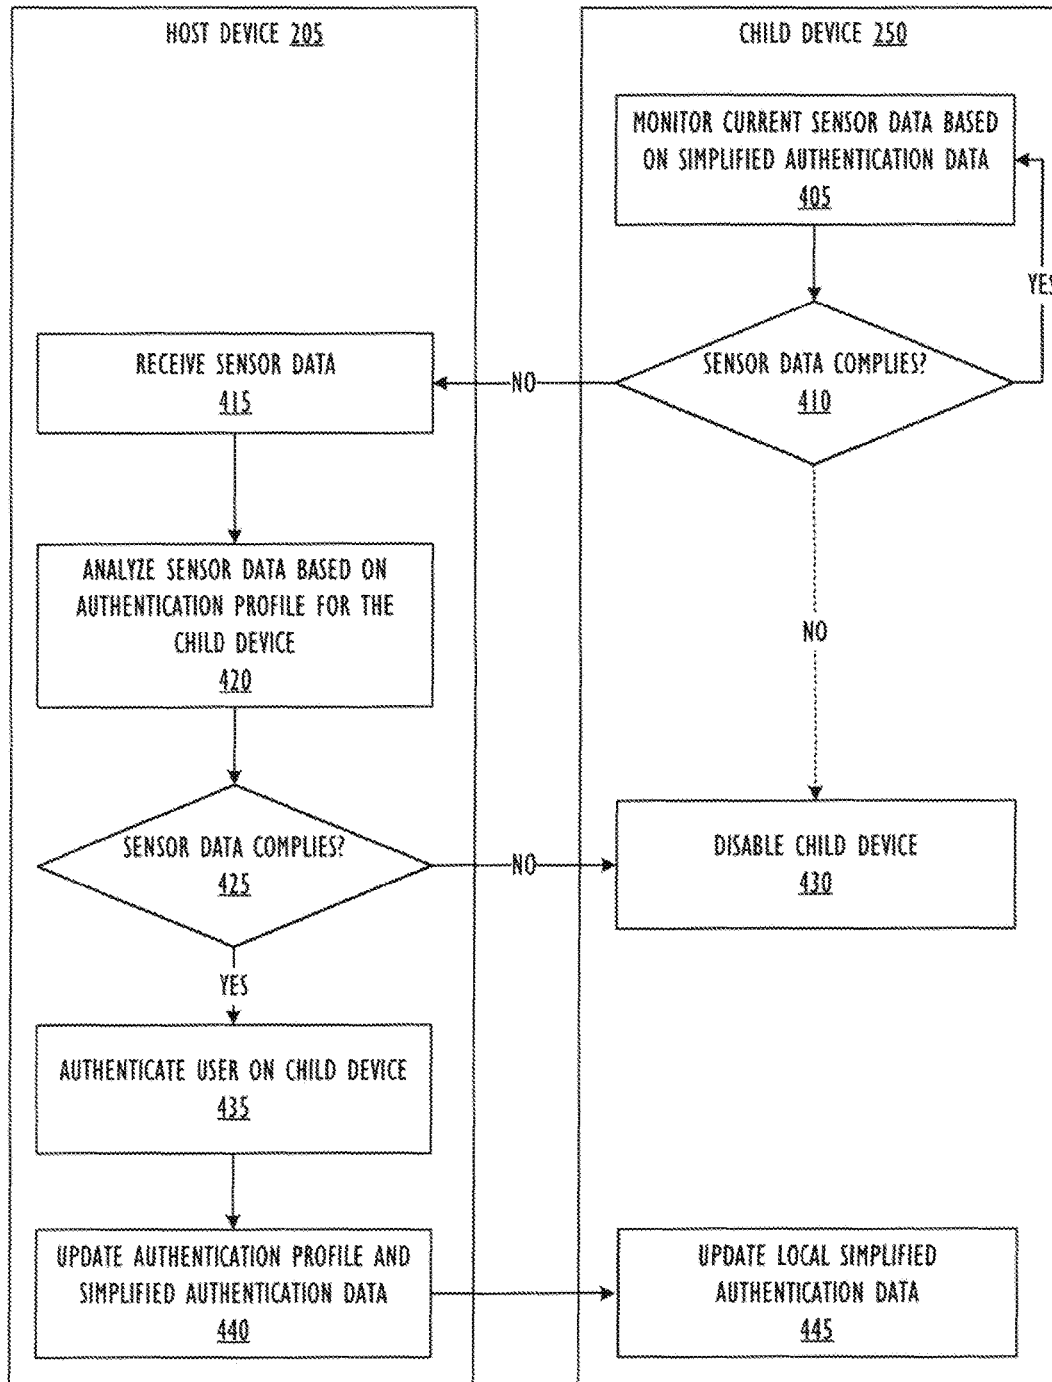 HOST DEVICE 205
CHILD DEVICE 250
MONITOR CURRENT SENSOR DATA BASED
ON SIMPLIFIED AUTHENTICATION DATA
405
YES
SENSOR DATA COMPLIES?
410
NO
RECEIVE SENSOR DATA
415
ANALYZE SENSOR DATA BASED ON
AUTHENTICATION PROFILE FOR THE
CHILD DEVICE
420
NO
SENSOR DATA COMPLIES?
425
NO
DISABLE CHILD DEVICE
430
YES
AUTHENTICATE USER ON CHILD DEVICE
435
UPDATE AUTHENTICATION PROFILE AND
SIMPLIFIED AUTHENTICATION DATA
440
UPDATE LOCAL SIMPLIFIED
AUTHENTICATION DATA
445